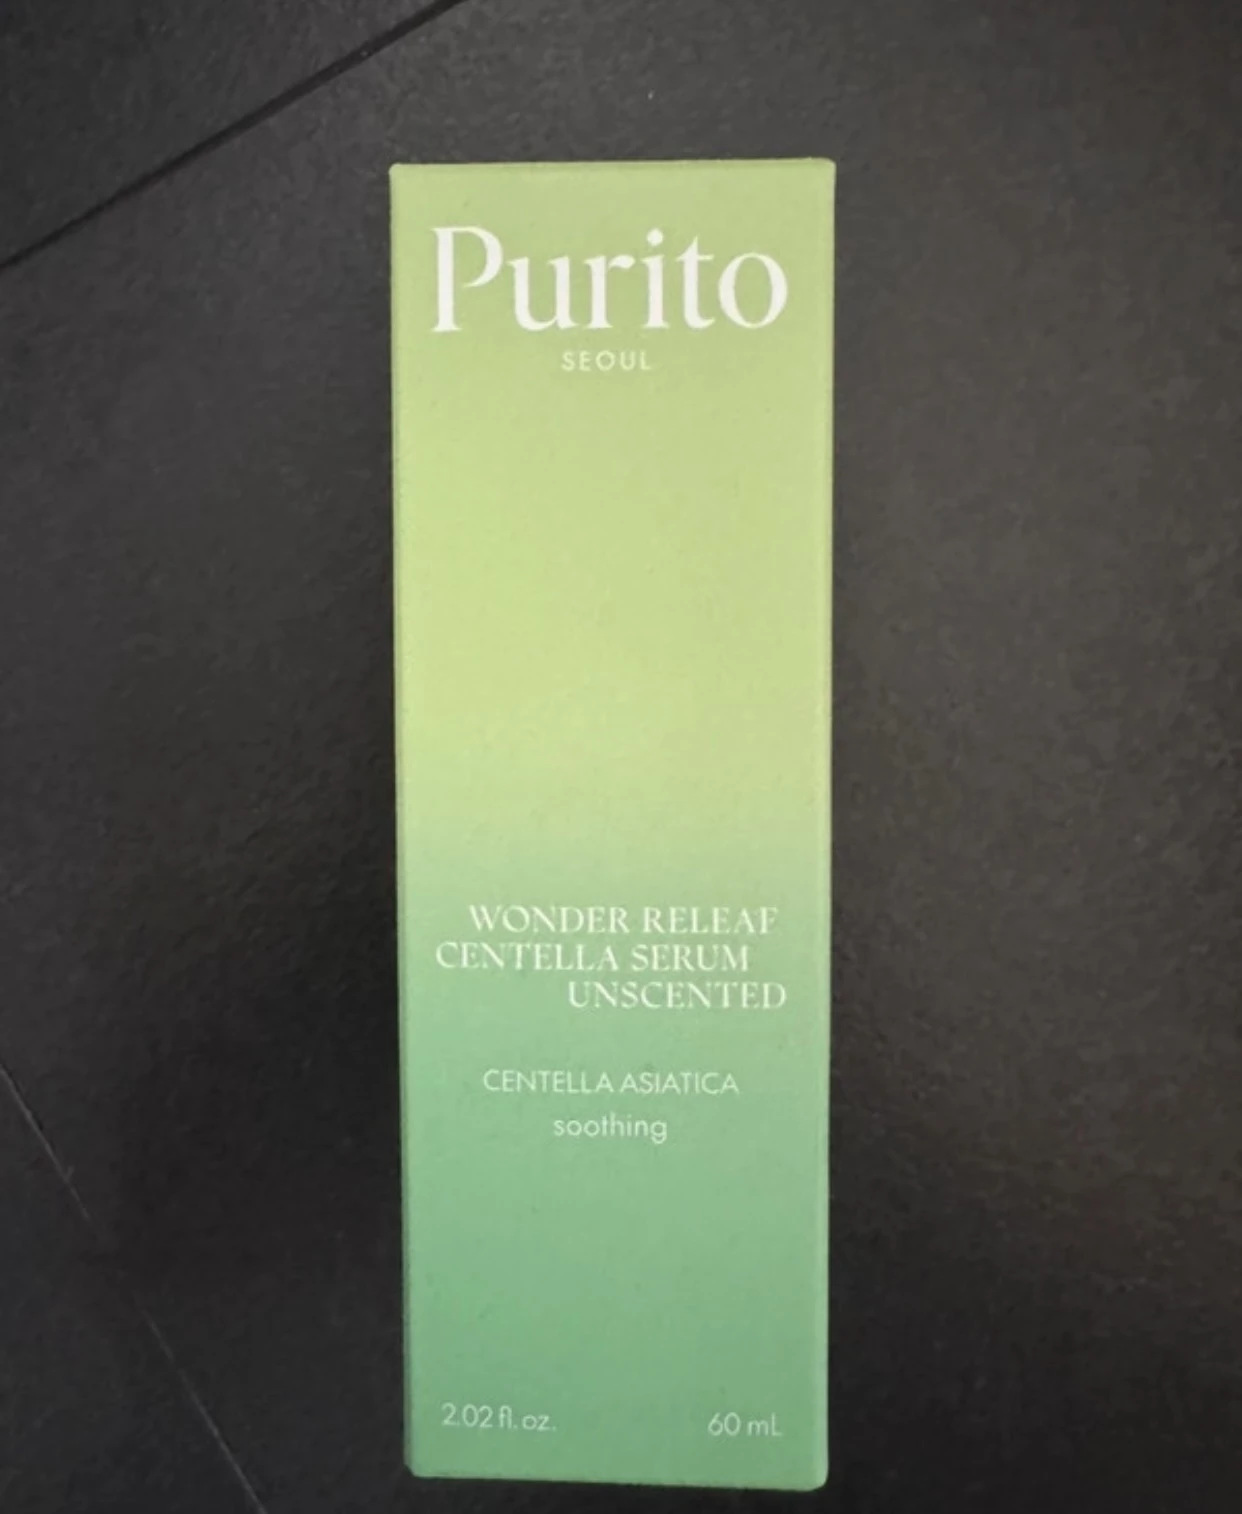 Purito
SEOUL
WONDER RELEAF
CENTELLA SERUM
UNSCENTED
CENTELLA ASIATICA
soothing
2.02 fl. oz. 60 mL